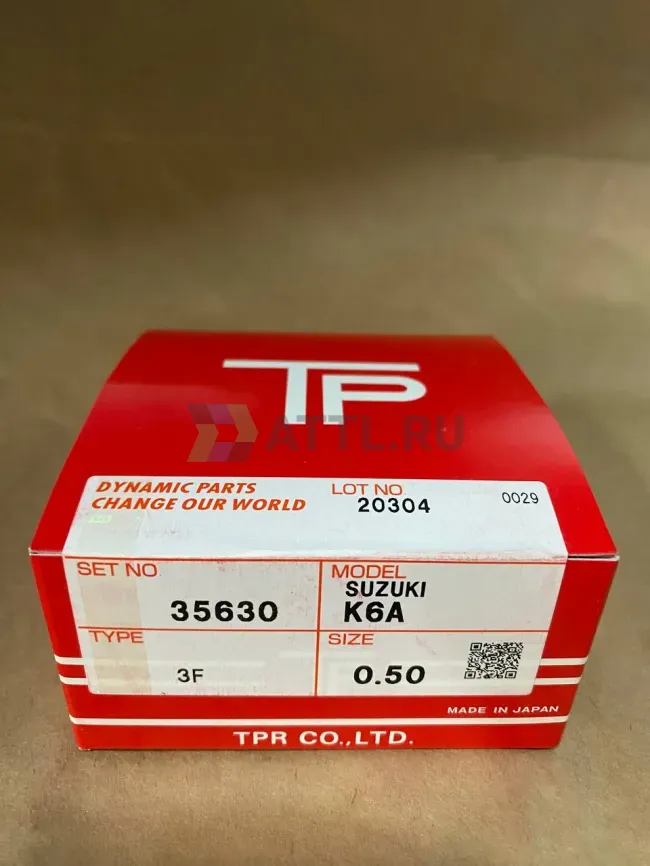 TP
ATTL.RU
DYNAMIC PARTS
CHANGE OUR WORLD
LOT NO
20304
0029
SET NO
35630
MODEL
SUZUKI
K6A
TYPE
3F
SIZE
0.50
MADE IN JAPAN
TPR CO.,LTD.